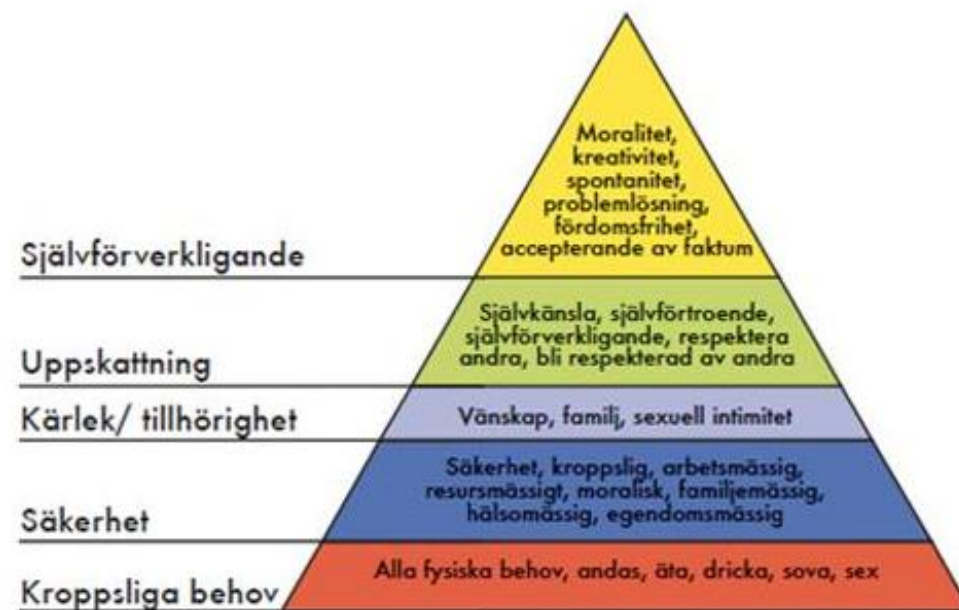 Moralitet,
kreativitet,
spontanitet,
problemlösning,
fördomsfrihet,
accepterande av faktum
Självförverkligande
Självkänsla, självförtroende,
självförverkligande, respektera
andra, bli respekterad av andra
Uppskattning
Kärlek/ tillhörighet
Vänskap, familj, sexuell intimitet
Säkerhet, kroppslig, arbetsmässig,
resursmässigt, moralisk, familjemässig,
hälsomässig, egendomsmässig
Säkerhet
Alla fysiska behov, andas, äta, dricka, sova, sex
Kroppsliga behov